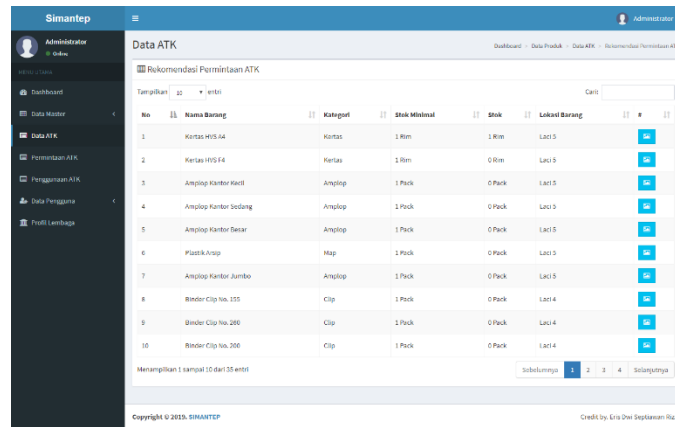 Simantep
Administrator
Administrator
Online
MENU UTAMA
Dashboard
Data Master
Data ATK
Permintaan ATK
Penggunaan ATK
Data Pengguna
Profil Lembaga
Data ATK
Dashboard > Data Produk > Data ATK > Rekomendasi Permintaan AT
Rekomendasi Permintaan ATK
Tampilkan 10 entri
Cari:
No Nama Barang Kategori Stok Minimal Stok Lokasi Barang #
1 Kertas HVS A4 Kertas 1 Rim 1 Rim Laci 5
2 Kertas HVS F4 Kertas 1 Rim 0 Rim Laci 5
3 Amplop Kantor Kecil Amplop 1 Pack 0 Pack Laci 5
4 Amplop Kantor Sedang Amplop 1 Pack 0 Pack Laci 5
5 Amplop Kantor Besar Amplop 1 Pack 0 Pack Laci 5
6 Plastik Arsip Map 1 Pack 0 Pack Laci 5
7 Amplop Kantor Jumbo Amplop 1 Pack 0 Pack Laci 5
8 Binder Clip No. 155 Clip 1 Pack 0 Pack Laci 4
9 Binder Clip No. 260 Clip 1 Pack 0 Pack Laci 4
10 Binder Clip No. 200 Clip 1 Pack 0 Pack Laci 4
Menampilkan 1 sampai 10 dari 35 entri
Sebelumnya 1 2 3 4 Selanjutnya
Copyright © 2019. SIMANTEP
Credit by. Eris Dwi Septiawan Riz